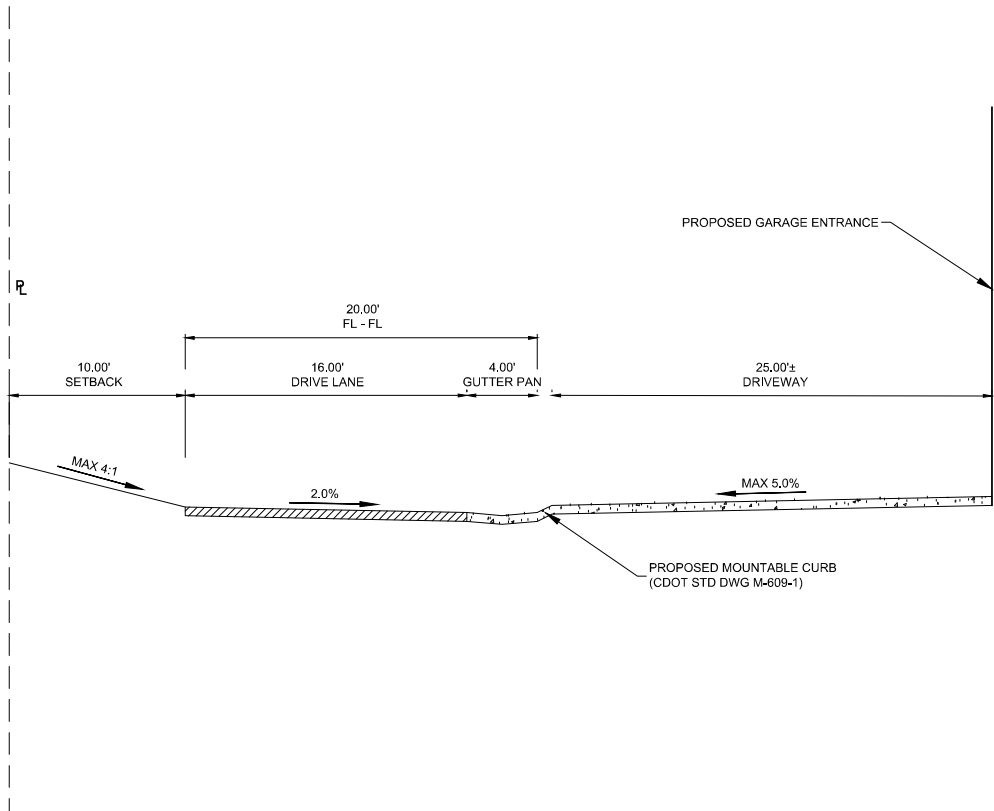 PROPOSED GARAGE ENTRANCE
PL
20.00'
FL - FL
10.00'
SETBACK
16.00'
DRIVE LANE
4.00'
GUTTER PAN
25.00'±
DRIVEWAY
MAX 4:1
2.0%
MAX 5.0%
PROPOSED MOUNTABLE CURB
(CDOT STD DWG M-609-1)